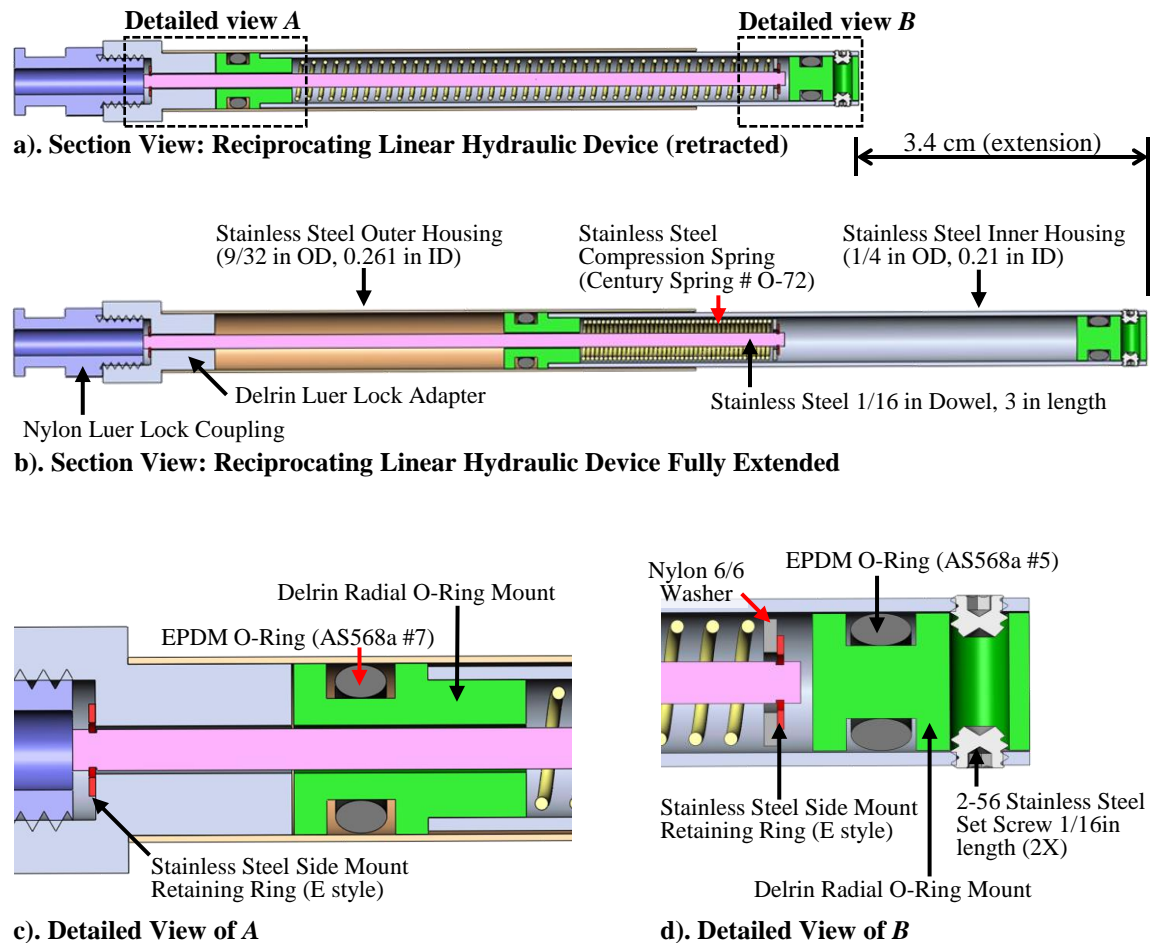 Detailed view A
Detailed view B
a). Section View: Reciprocating Linear Hydraulic Device (retracted)
3.4 cm (extension)
Stainless Steel Outer Housing
(9/32 in OD, 0.261 in ID)
Stainless Steel
Compression Spring
(Century Spring # O-72)
Stainless Steel Inner Housing
(1/4 in OD, 0.21 in ID)
Delrin Luer Lock Adapter
Stainless Steel 1/16 in Dowel, 3 in length
Nylon Luer Lock Coupling
b). Section View: Reciprocating Linear Hydraulic Device Fully Extended
Delrin Radial O-Ring Mount
EPDM O-Ring (AS568a #7)
Stainless Steel Side Mount
Retaining Ring (E style)
c). Detailed View of A
EPDM O-Ring (AS568a #5)
Nylon 6/6
Washer
Stainless Steel Side Mount
Retaining Ring (E style)
2-56 Stainless Steel
Set Screw 1/16in
length (2X)
Delrin Radial O-Ring Mount
d). Detailed View of B